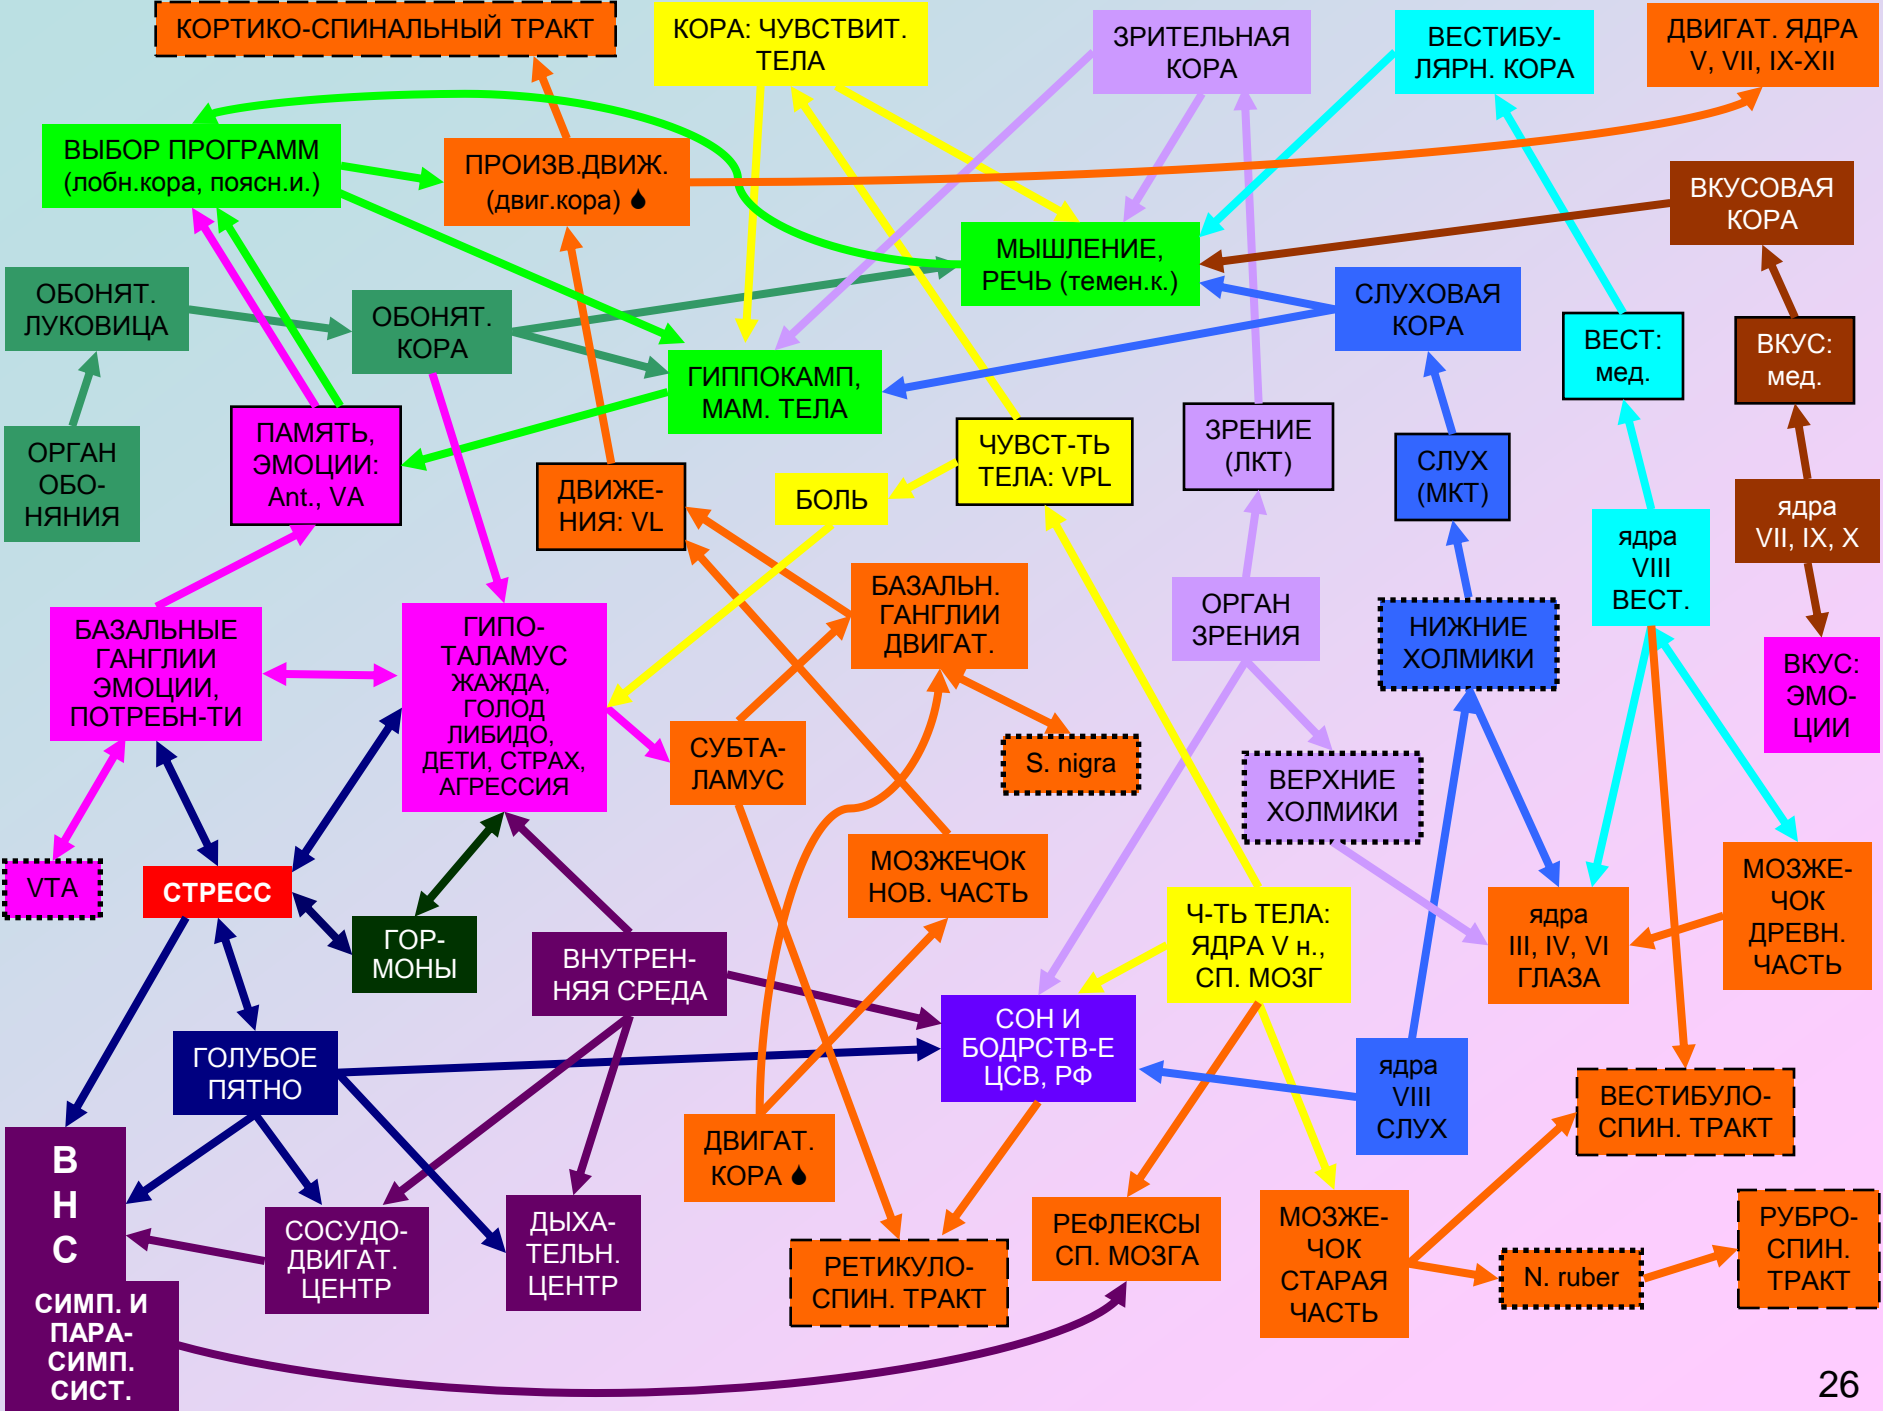 КОРТИКО-СПИНАЛЬНЫЙ ТРАКТ
КОРА: ЧУВСТВИТ.
ТЕЛА
ЗРИТЕЛЬНАЯ
КОРА
ВЕСТИБУ-
ЛЯРН. КОРА
ДВИГАТ. ЯДРА
V, VII, IX-XII
ВЫБОР ПРОГРАММ
(лобн.кора, поясн.и.)
ПРОИЗВ.ДВИЖ.
(двиг.кора)
МЫШЛЕНИЕ,
РЕЧЬ (темен.к.)
ВКУСОВАЯ
КОРА
ОБОНЯТ.
ЛУКОВИЦА
ОБОНЯТ.
КОРА
СЛУХОВАЯ
КОРА
ВЕСТ:
мед.
ВКУС:
мед.
ГИППОКАМП,
МАМ. ТЕЛА
ОРГАН
ОБО-
НЯНИЯ
ПАМЯТЬ,
ЭМОЦИИ:
Ant., VA
ДВИЖЕ-
НИЯ: VL
БОЛЬ
ЧУВСТ-ТЬ
ТЕЛА: VPL
ЗРЕНИЕ
(ЛКТ)
СЛУХ
(МКТ)
ядра
VIII
ВЕСТ.
ядра
VII, IX, X
БАЗАЛЬНЫЕ
ГАНГЛИИ
ЭМОЦИИ,
ПОТРЕБН-ТИ
ГИПО-
ТАЛАМУС
ЖАЖДА,
ГОЛОД
ЛИБИДО,
ДЕТИ, СТРАХ,
АГРЕССИЯ
БАЗАЛЬН.
ГАНГЛИИ
ДВИГАТ.
ОРГАН
ЗРЕНИЯ
НИЖНИЕ
ХОЛМИКИ
ВКУС:
ЭМО-
ЦИИ
СУБТА-
ЛАМУС
S. nigra
ВЕРХНИЕ
ХОЛМИКИ
VTA
СТРЕСС
ГОР-
МОНЫ
МОЗЖЕЧОК
НОВ. ЧАСТЬ
Ч-ТЬ ТЕЛА:
ЯДРА V н.,
СП. МОЗГ
ядра
III, IV, VI
ГЛАЗА
МОЗЖЕ-
ЧОК
ДРЕВН.
ЧАСТЬ
ВНУТРЕН-
НЯЯ СРЕДА
ГОЛУБОЕ
ПЯТНО
СОН И
БОДРСТВ-Е
ЦСВ, РФ
ядра
VIII
СЛУХ
ВЕСТИБУЛО-
СПИН. ТРАКТ
ДВИГАТ.
КОРА
В
Н
С
СИМП. И
ПАРА-
СИМП.
СИСТ.
СОСУДО-
ДВИГАТ.
ЦЕНТР
ДЫХА-
ТЕЛЬН.
ЦЕНТР
РЕТИКУЛО-
СПИН. ТРАКТ
РЕФЛЕКСЫ
СП. МОЗГА
МОЗЖЕ-
ЧОК
СТАРАЯ
ЧАСТЬ
N. ruber
РУБРО-
СПИН.
ТРАКТ
26